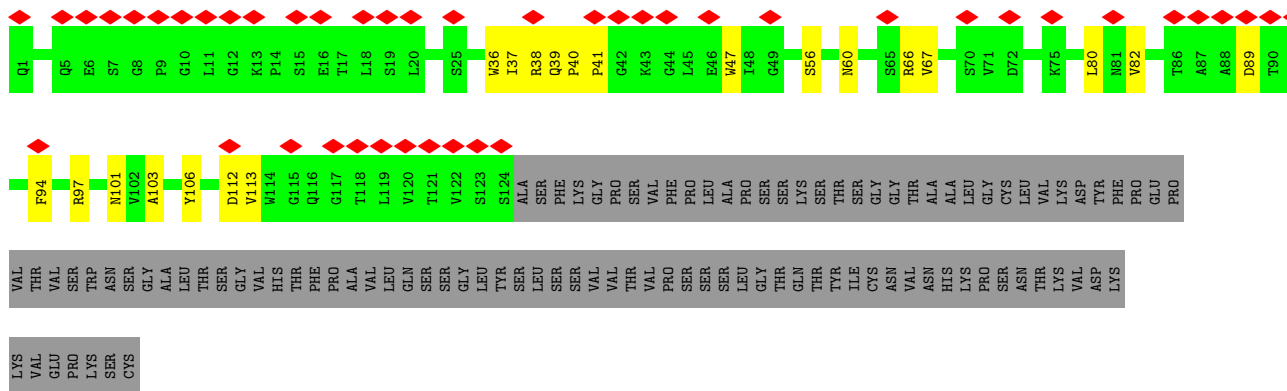 Q1 Q5 E6 S7 G8 P9 G10 L11 G12 K13 P14 S15 E16 T17 L18 S19 L20 S25 W36 I37 R38 Q39 P40 P41 G42 K43 G44 L45 E46 W47 I48 G49 S56 N60 S65 R66 V67 S70 V71 D72 K75 L80 N81 V82 T86 A87 A88 D89 T90
F94 R97 N101 V102 A103 Y106 D112 V113 W114 G115 Q116 G117 T118 L119 V120 T121 V122 S123 S124 ALA SER PHE LYS GLY PRO SER VAL PHE PRO LEU ALA PRO SER SER LYS SER THR SER GLY GLY THR ALA ALA LEU GLY CYS LEU VAL LYS ASP TYR PHE PRO GLU PRO
VAL THR VAL SER TRP ASN SER GLY ALA LEU THR SER GLY VAL HIS THR PHE PRO ALA VAL LEU GLN SER SER GLY LEU TYR SER LEU SER SER VAL VAL THR VAL PRO SER SER SER LEU GLY THR GLN THR TYR ILE CYS ASN VAL ASN HIS LYS PRO SER ASN THR LYS VAL ASP LYS
LYS VAL GLU PRO LYS SER CYS